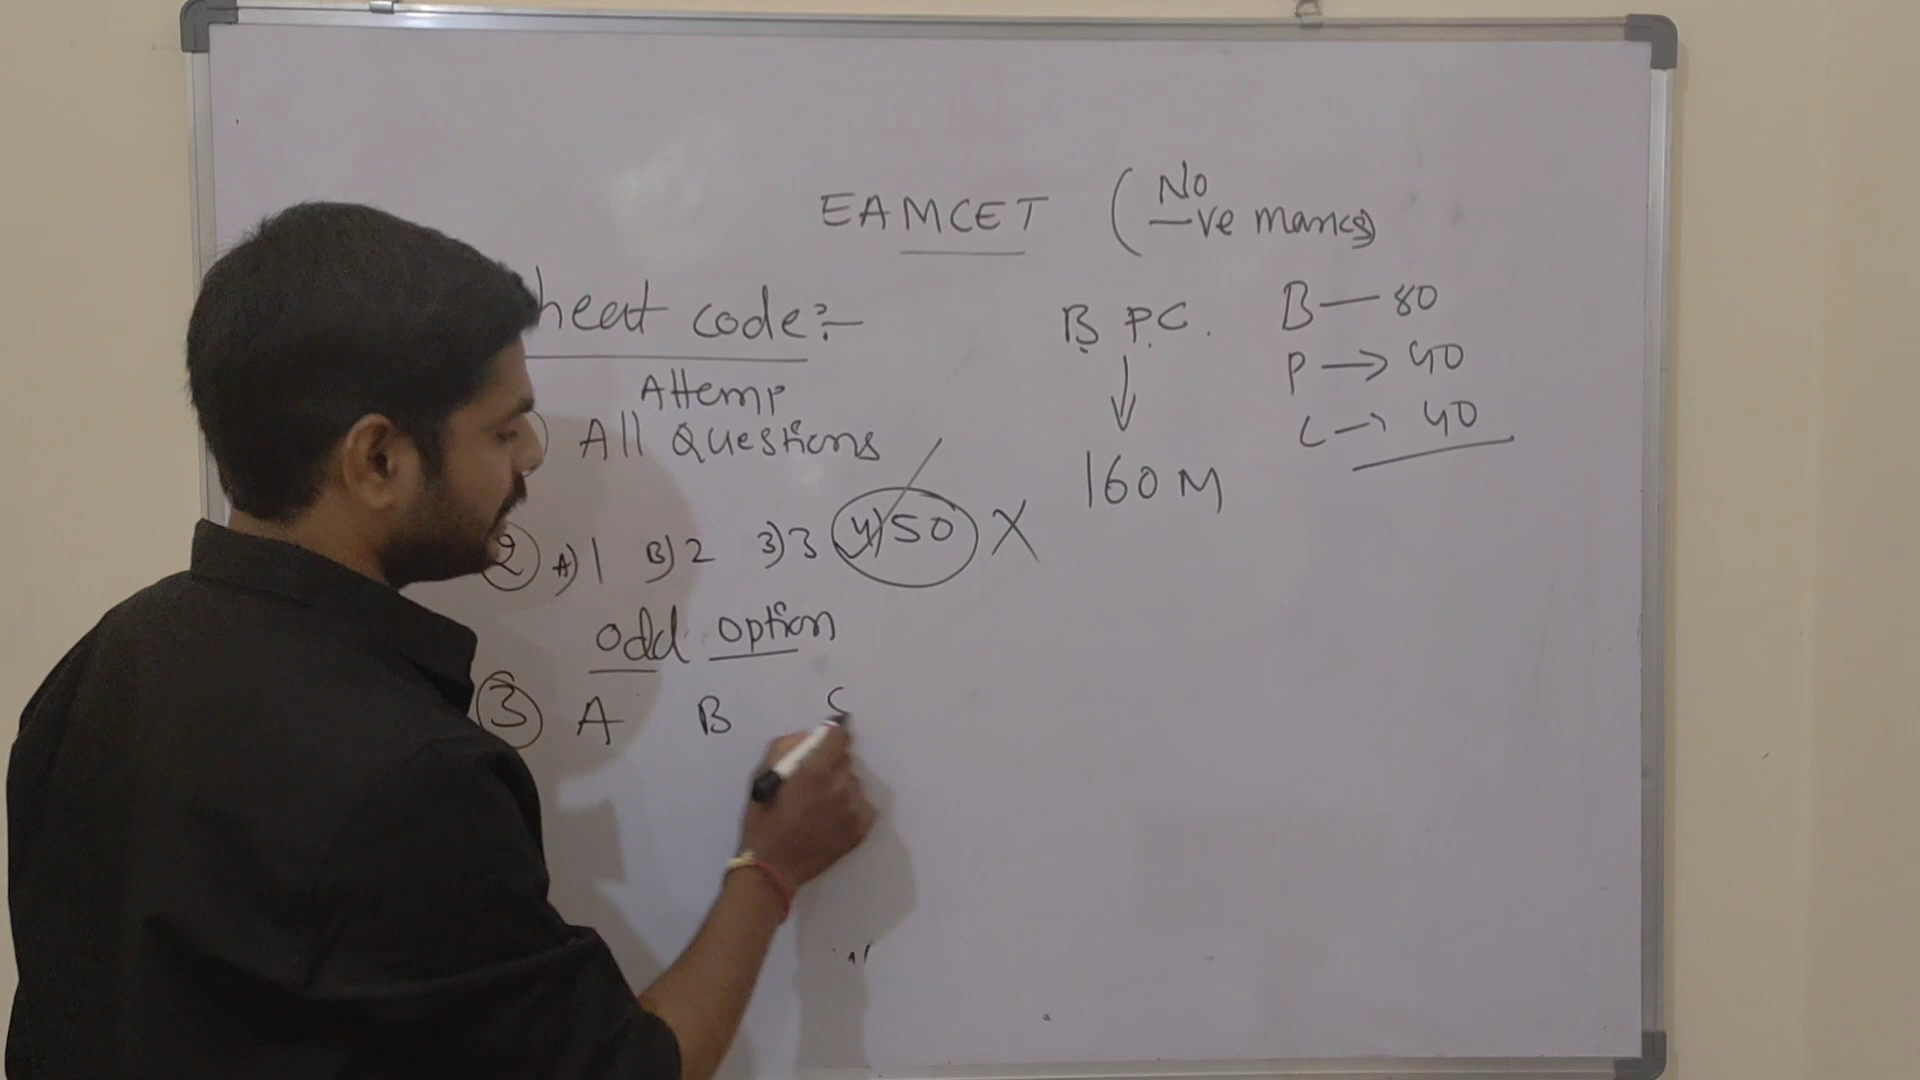 EAMCET (No
-ve marks)
heat code:-
Attemp
All Questions
2 A) 1 B) 2 3) 3 4) 50 X
odd option
3 A B C
B P.C.
160 M
B — 80
P → 40
C → 40